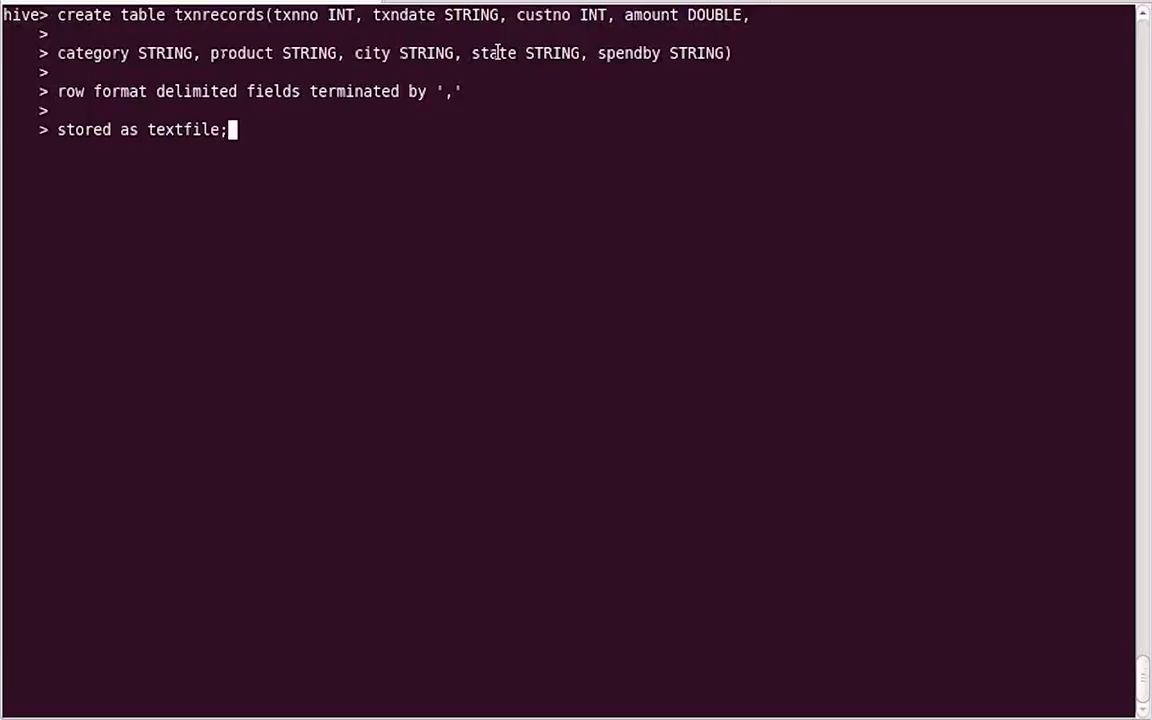 hive> create table txnrecords(txnno INT, txndate STRING, custno INT, amount DOUBLE,
>
> category STRING, product STRING, city STRING, state STRING, spendby STRING)
>
> row format delimited fields terminated by ','
>
> stored as textfile;